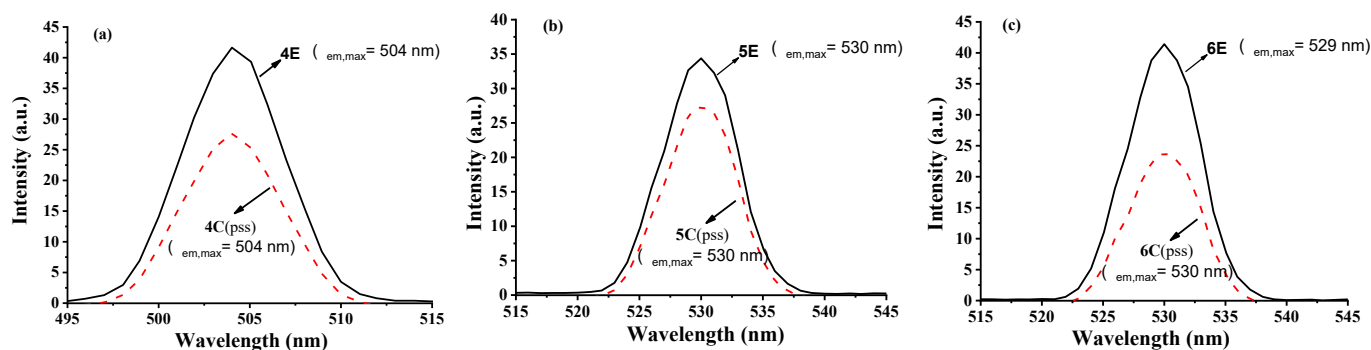 (a)
4E ( em,max= 504 nm)
4C(pss)
( em,max= 504 nm)
Intensity (a.u.)
45
40
35
30
25
20
15
10
5
0
495 500 505 510 515
Wavelength (nm)
(b)
5E ( em,max= 530 nm)
5C(pss)
( em,max= 530 nm)
Intensity (a.u.)
40
35
30
25
20
15
10
5
0
515 520 525 530 535 540 545
Wavelength (nm)
(c)
6E ( em,max= 529 nm)
6C(pss)
( em,max= 530 nm)
Intensity (a.u.)
45
40
35
30
25
20
15
10
5
0
515 520 525 530 535 540 545
Wavelength (nm)